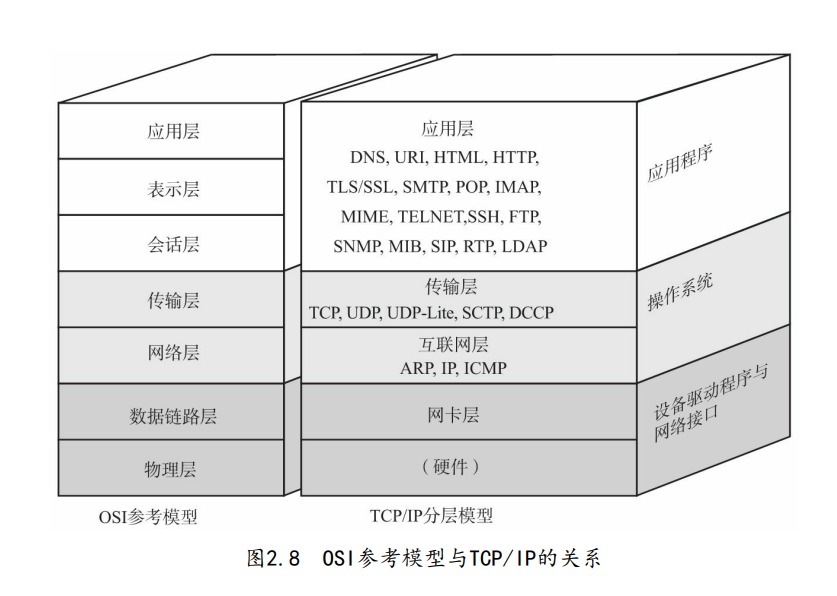 应用层
表示层
会话层
传输层
网络层
数据链路层
物理层
OSI参考模型
应用层
DNS, URI, HTML, HTTP,
TLS/SSL, SMTP, POP, IMAP,
MIME, TELNET,SSH, FTP,
SNMP, MIB, SIP, RTP, LDAP
传输层
TCP, UDP, UDP-Lite, SCTP, DCCP
互联网层
ARP, IP, ICMP
网卡层
（硬件）
TCP/IP分层模型
应用程序
操作系统
设备驱动程序与
网络接口
图2.8 OSI参考模型与TCP/IP的关系